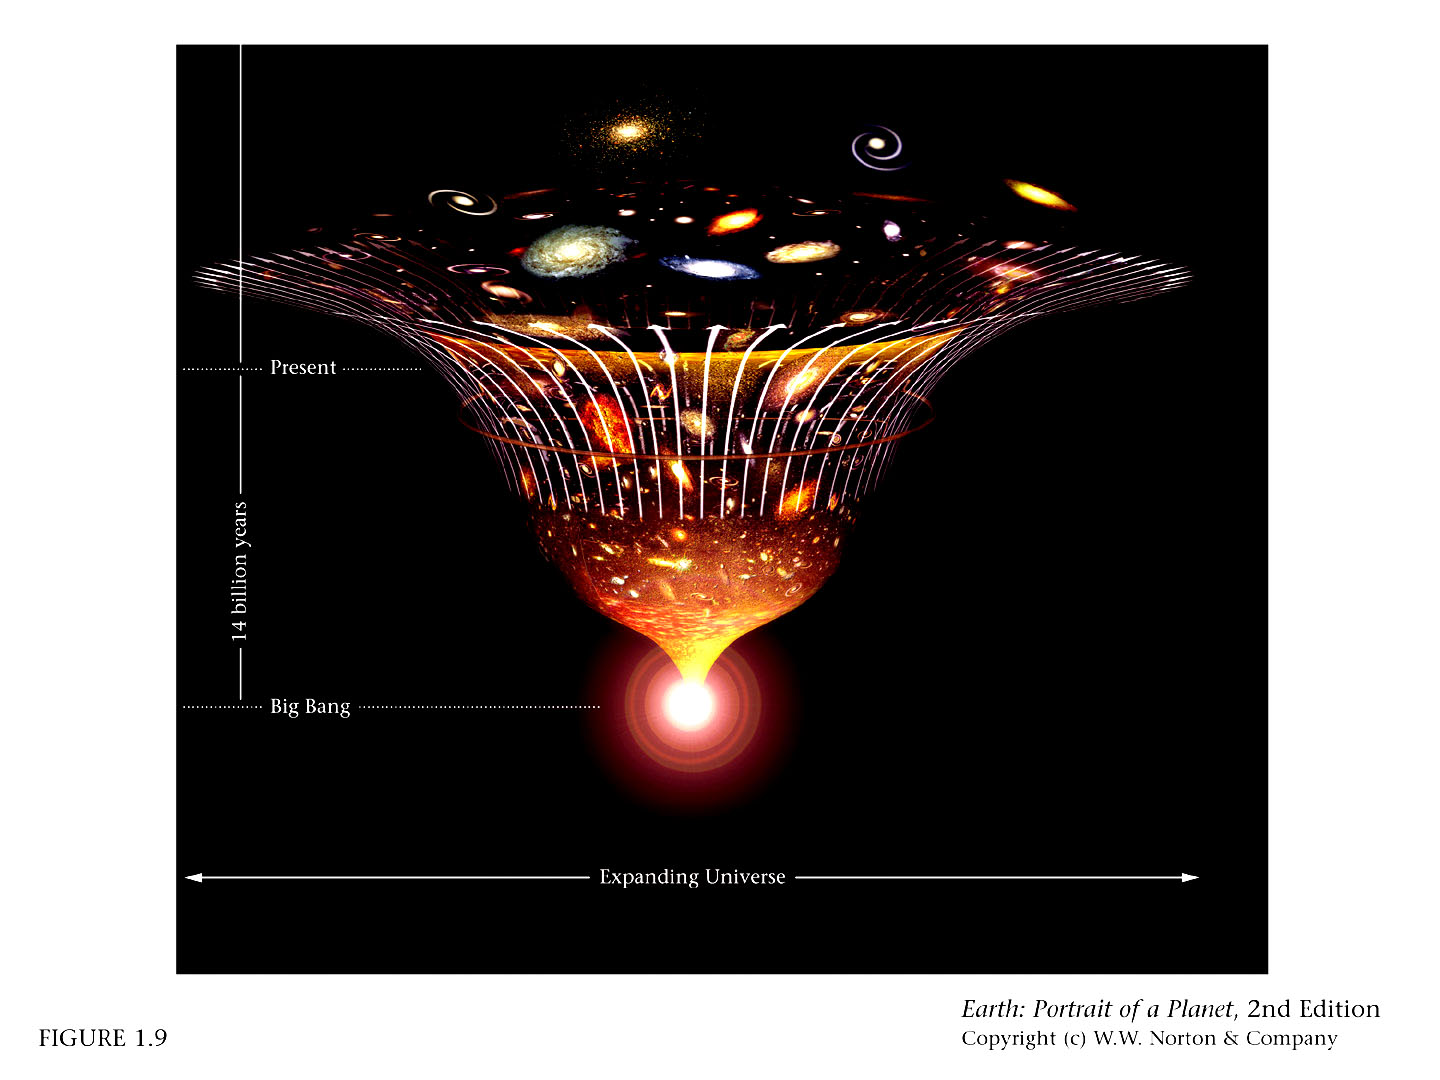 Present
14 billion years
Big Bang
Expanding Universe
Earth: Portrait of a Planet, 2nd Edition
FIGURE 1.9
Copyright (c) W.W. Norton & Company